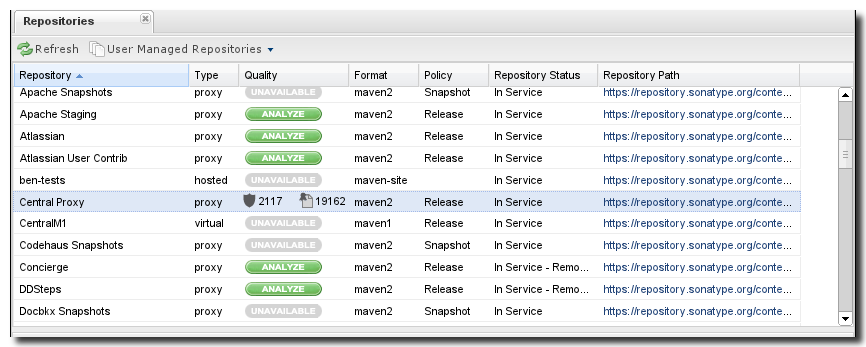 Repositories
Refresh User Managed Repositories
Repository Type Quality Format Policy Repository Status Repository Path
Apache Snapshots proxy UNAVAILABLE maven2 Snapshot In Service https://repository.sonatype.org/conte...
Apache Staging proxy ANALYZE maven2 Release In Service https://repository.sonatype.org/conte...
Atlassian proxy ANALYZE maven2 Release In Service https://repository.sonatype.org/conte...
Atlassian User Contrib proxy ANALYZE maven2 Release In Service https://repository.sonatype.org/conte...
ben-tests hosted UNAVAILABLE maven-site In Service https://repository.sonatype.org/conte...
Central Proxy proxy 2117 19162 maven2 Release In Service https://repository.sonatype.org/conte...
CentralM1 virtual UNAVAILABLE maven1 Release In Service https://repository.sonatype.org/conte...
Codehaus Snapshots proxy UNAVAILABLE maven2 Snapshot In Service https://repository.sonatype.org/conte...
Concierge proxy ANALYZE maven2 Release In Service - Remo... https://repository.sonatype.org/conte...
DDSteps proxy ANALYZE maven2 Release In Service - Remo... https://repository.sonatype.org/conte...
Docbkx Snapshots proxy UNAVAILABLE maven2 Snapshot In Service https://repository.sonatype.org/conte...